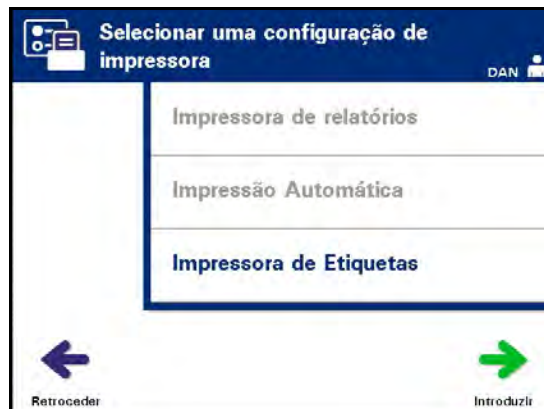 Selecionar uma configuração de
impressora
DAN
Impressora de relatórios
Impressão Automática
Impressora de Etiquetas
Retroceder
Introduzir